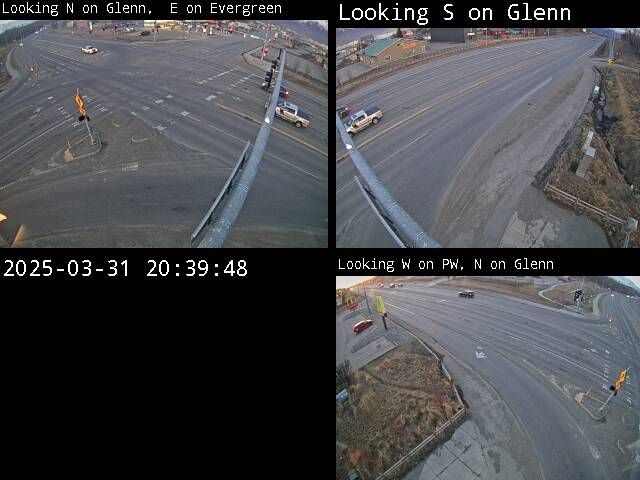 Looking N on Glenn,  E on Evergreen
Looking S on Glenn
2025-03-31 20:39:48
Looking W on PW, N on Glenn